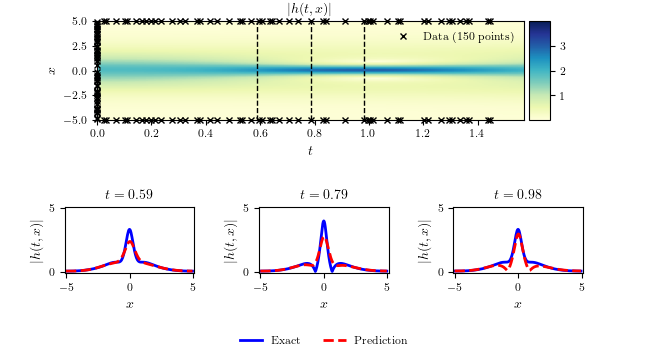 |h(t, x)|
5.0
2.5
0.0
−2.5
−5.0
x
× Data (150 points)
3
2
1
0.0 0.2 0.4 0.6 0.8 1.0 1.2 1.4
t
t = 0.59 t = 0.79 t = 0.98
5 5 5
|h(t, x)| |h(t, x)| |h(t, x)|
0 0 0
−5 0 5 −5 0 5 −5 0 5
x x x
Exact Prediction